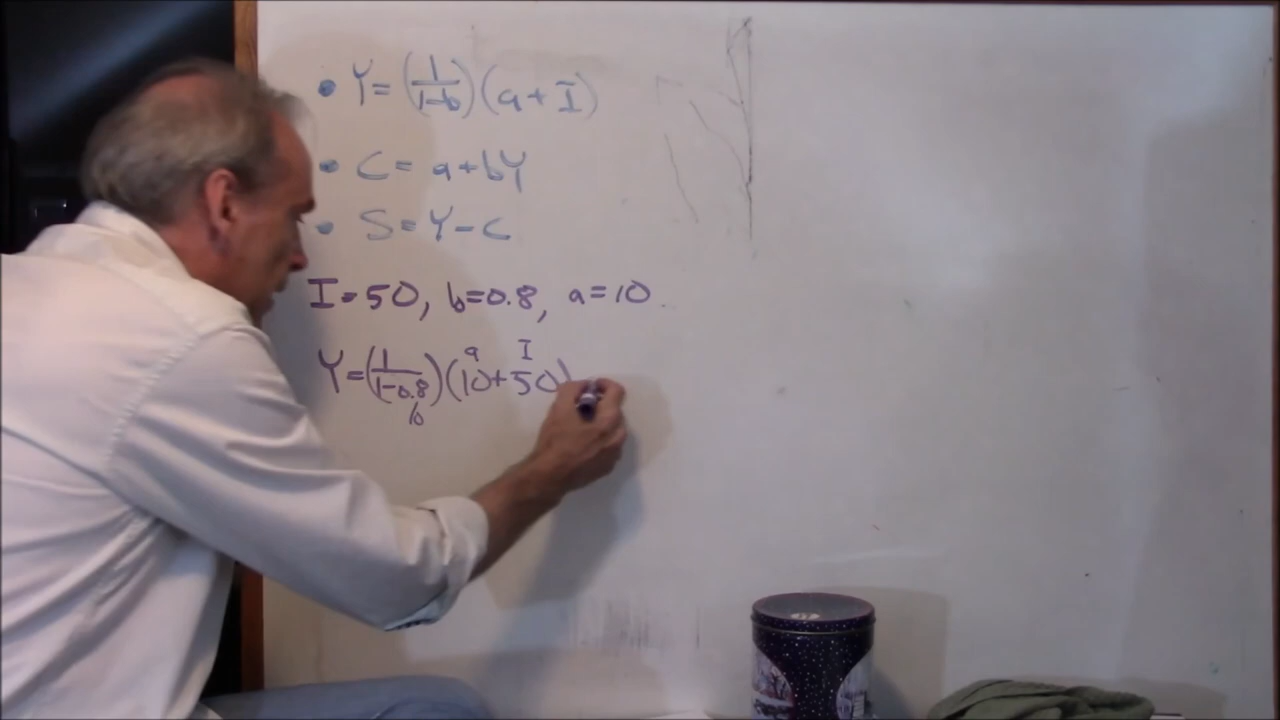 • Y = (1/1-b)(a + I)
• C = a + bY
• S = Y - C
I = 50, b = 0.8, a = 10.
a I
Y = (1/1-0.8)(10 + 50)
b